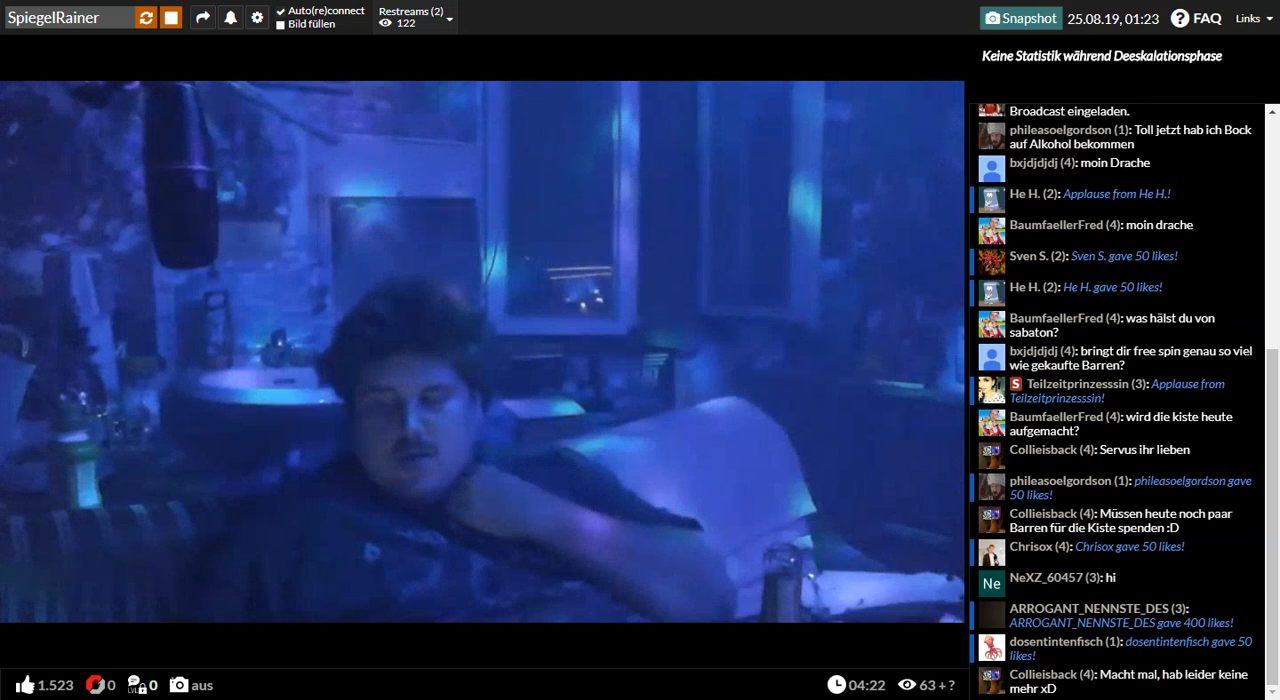 SpiegelRainer
Auto(re)connect
Bild füllen
Restreams (2)
122
Snapshot
25.08.19, 01:23
? FAQ
Links
Keine Statistik während Deeskalationsphase
Broadcast eingeladen.
phileasoelgordson (1): Toll jetzt hab ich Bock
auf Alkohol bekommen
bxjdjdjdj (4): moin Drache
He H. (2): Applause from He H.!
BaumfaellerFred (4): moin drache
Sven S. (2): Sven S. gave 50 likes!
He H. (2): He H. gave 50 likes!
BaumfaellerFred (4): was hälst du von
sabaton?
bxjdjdjdj (4): bringt dir free spin genau so viel
wie gekaufte Barren?
S Teilzeitprinzesssin (3): Applause from
Teilzeitprinzesssin!
BaumfaellerFred (4): wird die kiste heute
aufgemacht?
Collieisback (4): Servus ihr lieben
phileasoelgordson (1): phileasoelgordson gave
50 likes!
Collieisback (4): Müssen heute noch paar
Barren für die Kiste spenden :D
Chrisox (4): Chrisox gave 50 likes!
Ne
NeXZ_60457 (3): hi
ARROGANT_NENNSTE_DES (3):
ARROGANT_NENNSTE_DES gave 400 likes!
dosentintenfisch (1): dosentintenfisch gave 50
likes!
Collieisback (4): Macht mal, hab leider keine
mehr xD
1.523
0
LVL
0
aus
04:22
63 + ?